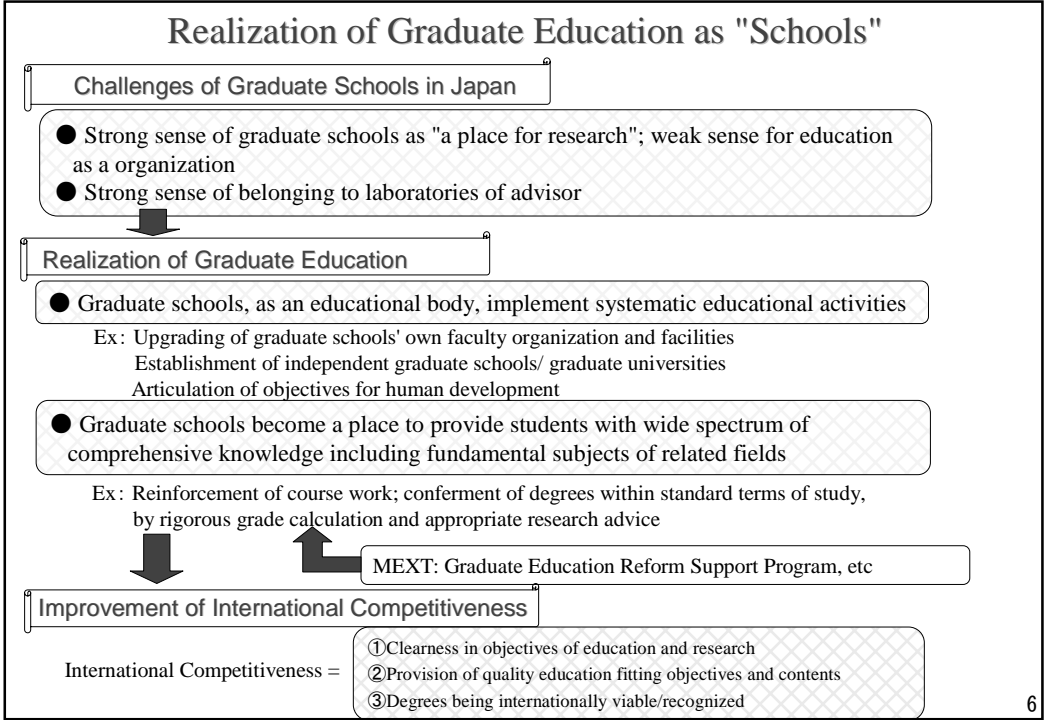 Realization of Graduate Education as "Schools"
Challenges of Graduate Schools in Japan
● Strong sense of graduate schools as "a place for research"; weak sense for education
as a organization
● Strong sense of belonging to laboratories of advisor
Realization of Graduate Education
● Graduate schools, as an educational body, implement systematic educational activities
Ex: Upgrading of graduate schools' own faculty organization and facilities
Establishment of independent graduate schools/ graduate universities
Articulation of objectives for human development
● Graduate schools become a place to provide students with wide spectrum of
comprehensive knowledge including fundamental subjects of related fields
Ex: Reinforcement of course work; conferment of degrees within standard terms of study,
by rigorous grade calculation and appropriate research advice
MEXT: Graduate Education Reform Support Program, etc
Improvement of International Competitiveness
International Competitiveness =
①Clearness in objectives of education and research
②Provision of quality education fitting objectives and contents
③Degrees being internationally viable/recognized
6